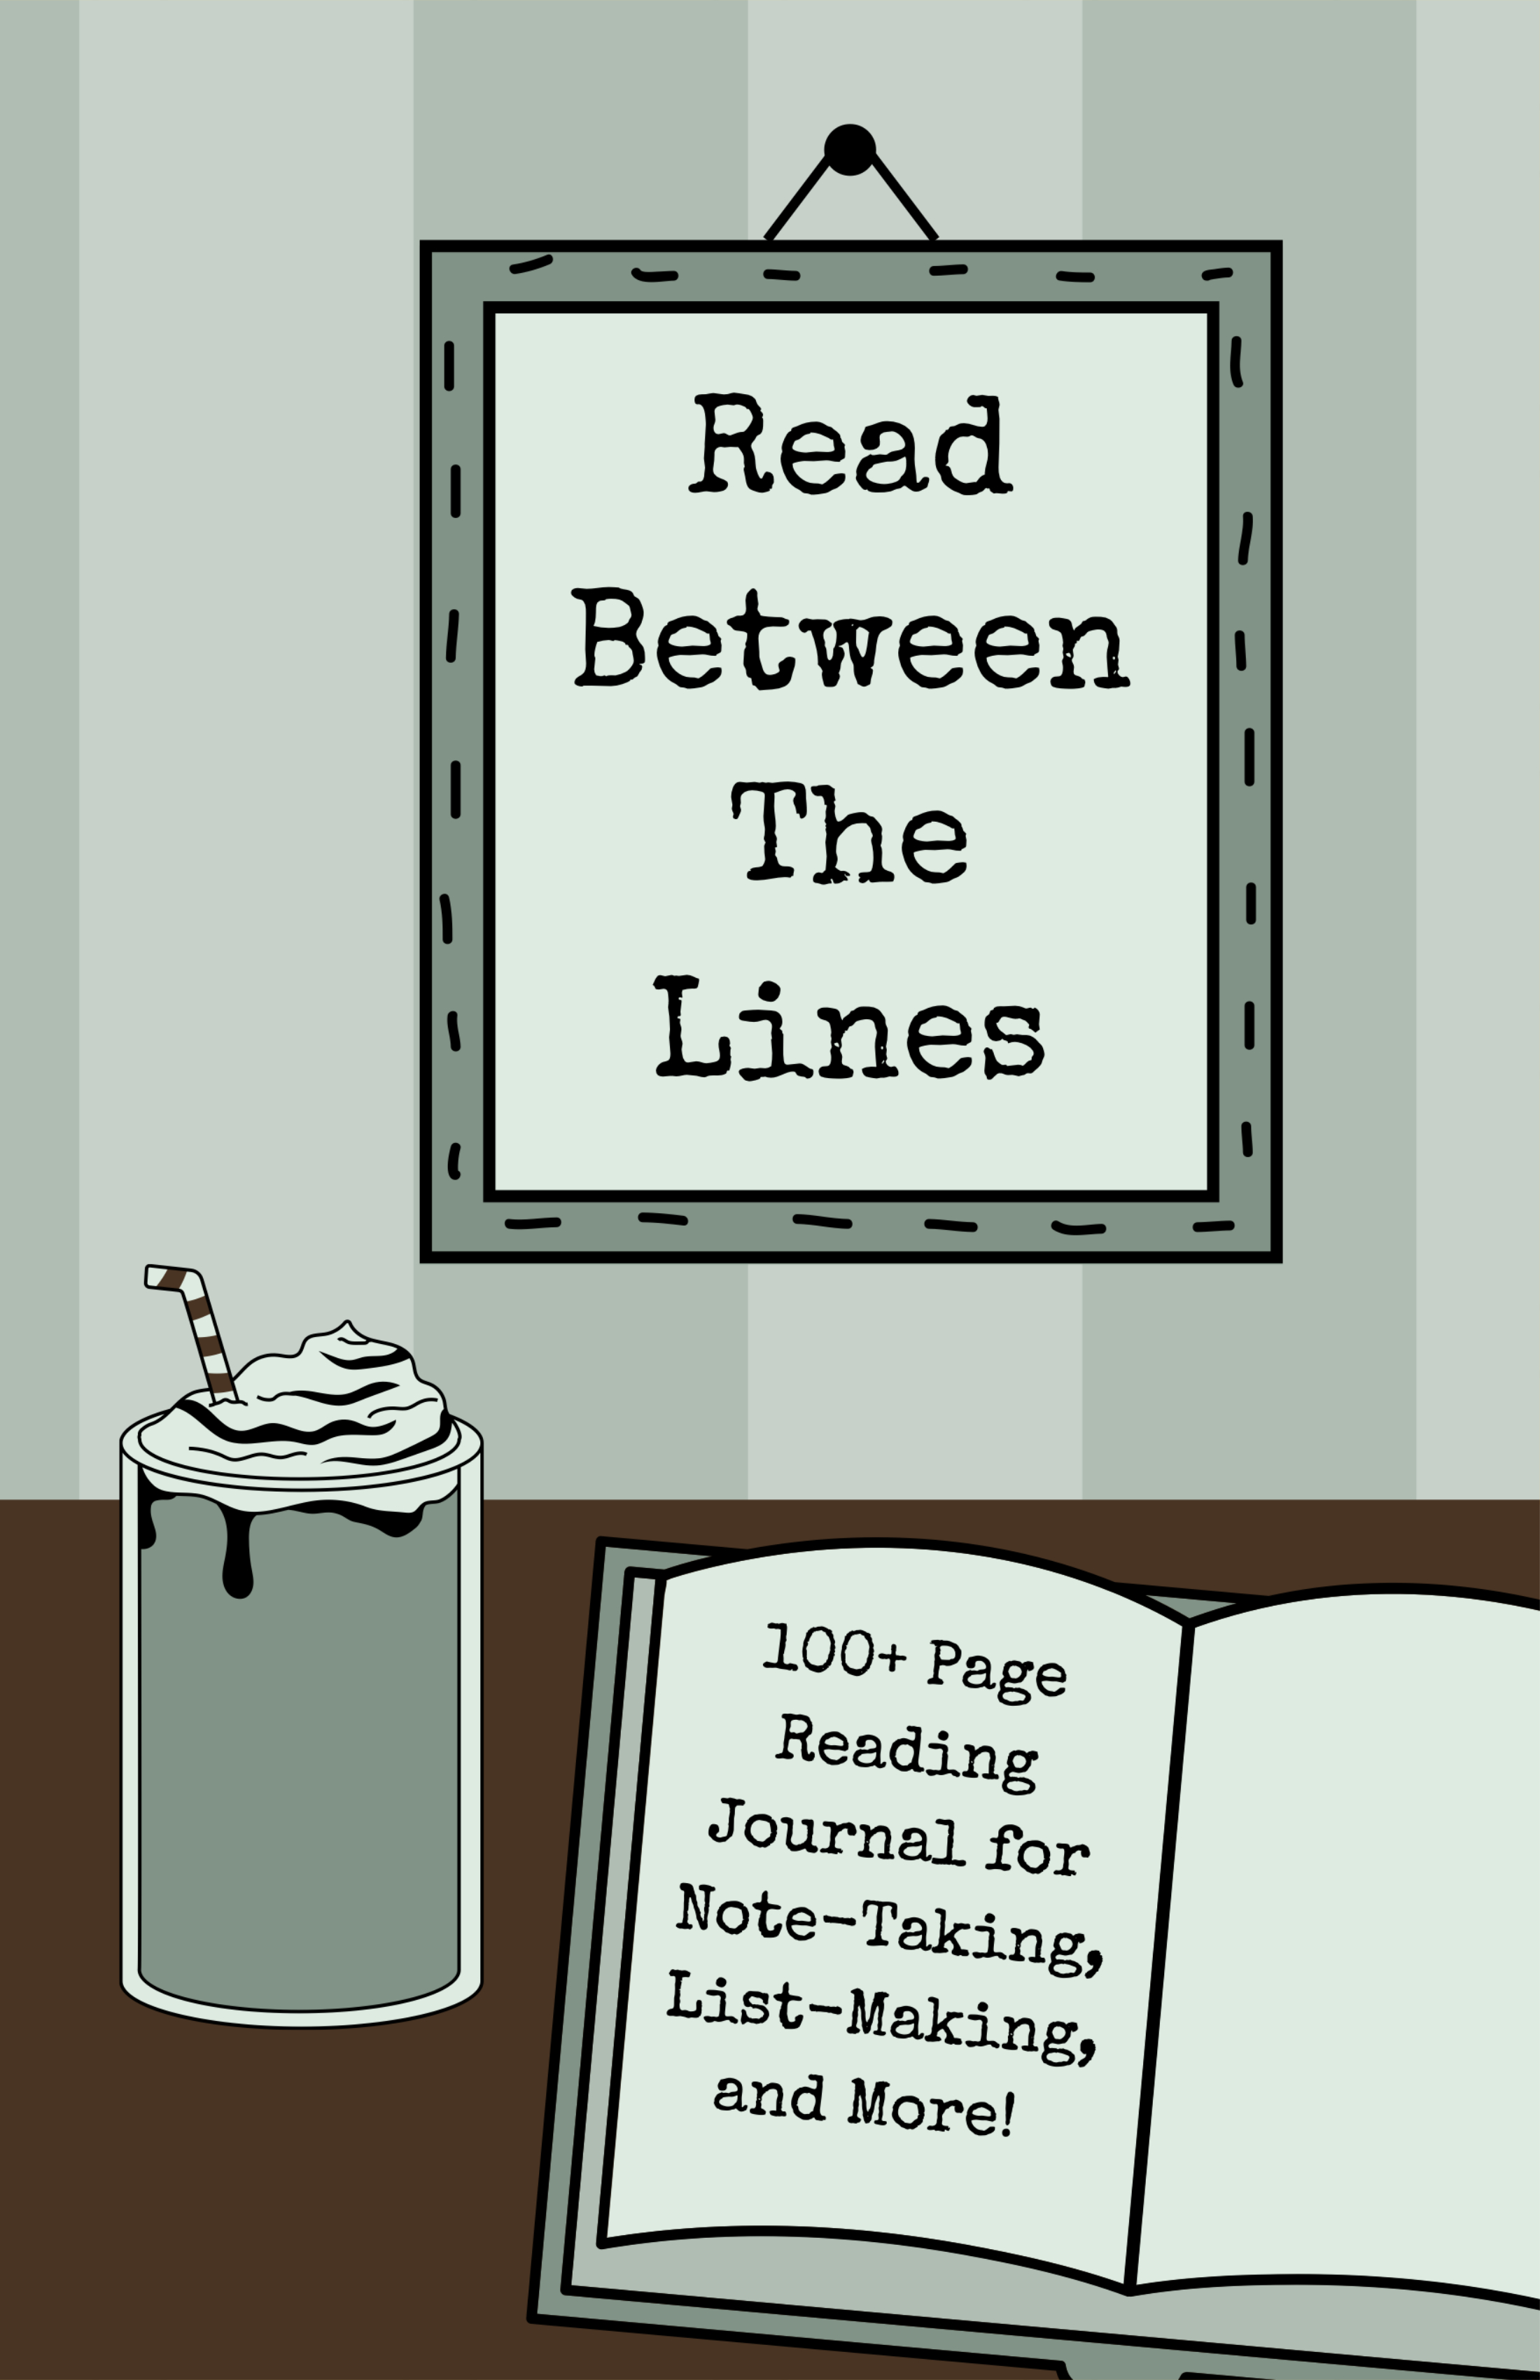 Read
Between
The
Lines
100+ Page
Reading
Journal for
Note-Taking,
List-Making,
and More!